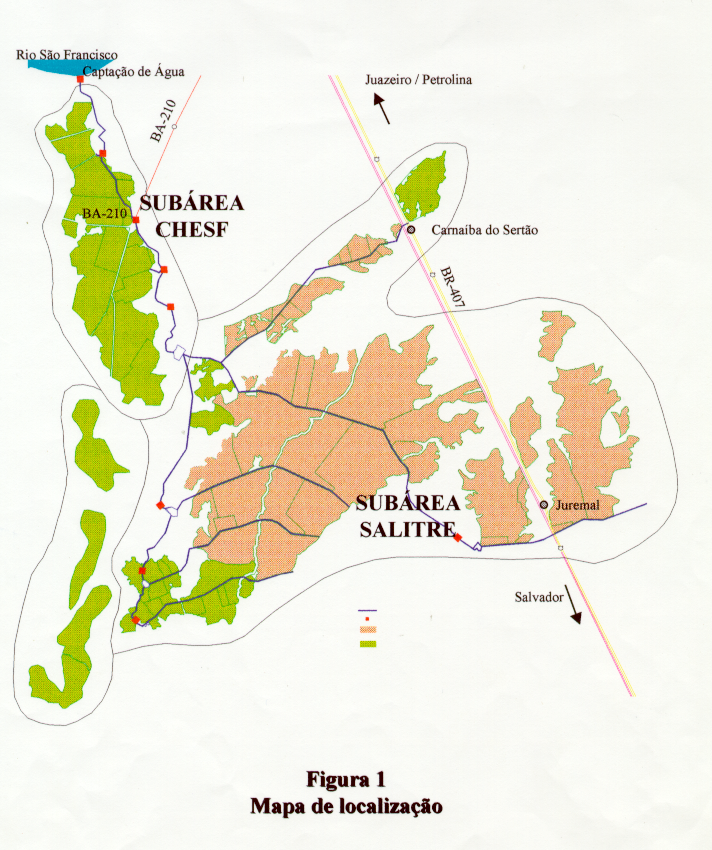 Rio São Francisco
Captação de Água
BA-210
Juazeiro / Petrolina
BA-210
SUBÁREA
CHESF
Carnaíba do Sertão
BR-407
SUBÁREA
SALITRE
Juremal
Salvador
Figura 1
Mapa de localização